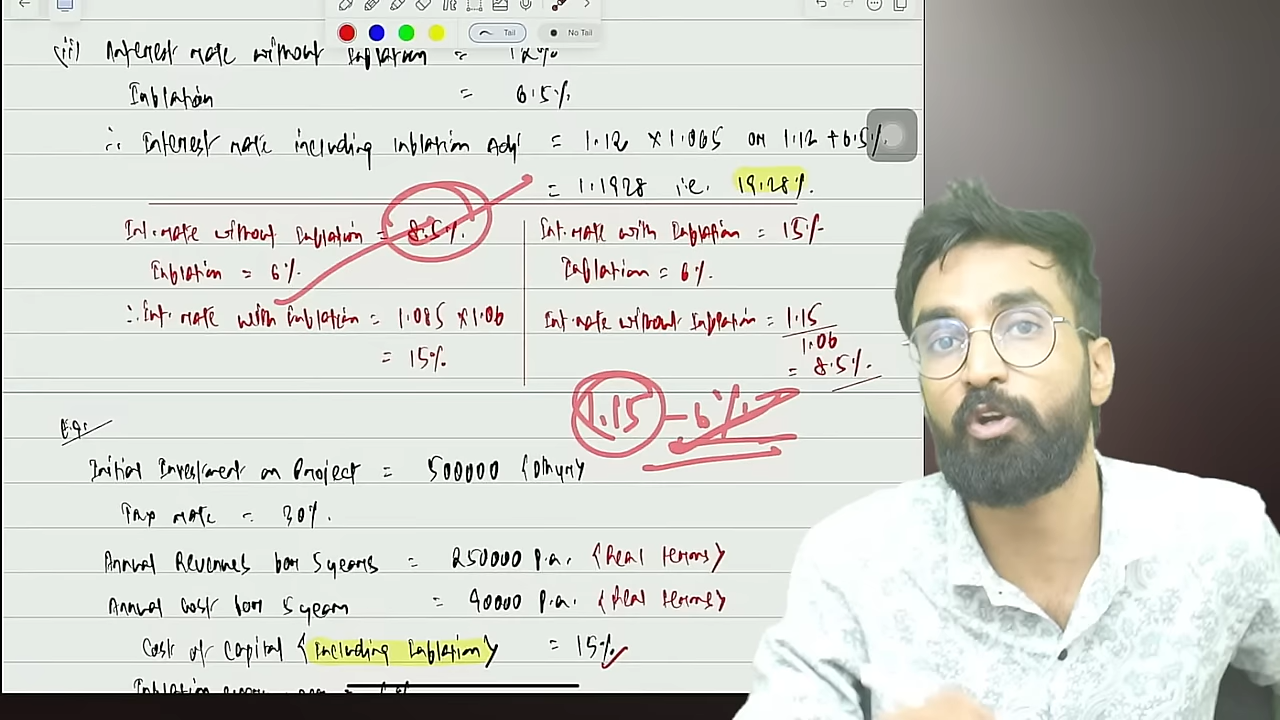 Tail
No Tail
(ii) Interest rate without Inflation = 12%
Inflation = 6.5%
∴ Interest rate including inflation Adj = 1.12 × 1.065 or 1.12 + 6.5%
= 1.1928 i.e. 19.28%.
Int. rate without Inflation = 8.5%.
Inflation = 6%.
∴ Int. rate with Inflation = 1.085 × 1.06
= 15%.
Int. rate with Inflation = 15%
Inflation = 6%.
Int. rate without Inflation = 1.15
1.06
= 8.5%.
1.15 – 6%
E.g.
Initial Investment on Project = 500000
Tax rate = 30%.
Annual Revenues for 5 years = 250000 P.a. {Real terms}
Annual Cost for 5 years = 90000 P.a. {Real terms}
Cost of Capital {Including Inflation} = 15%